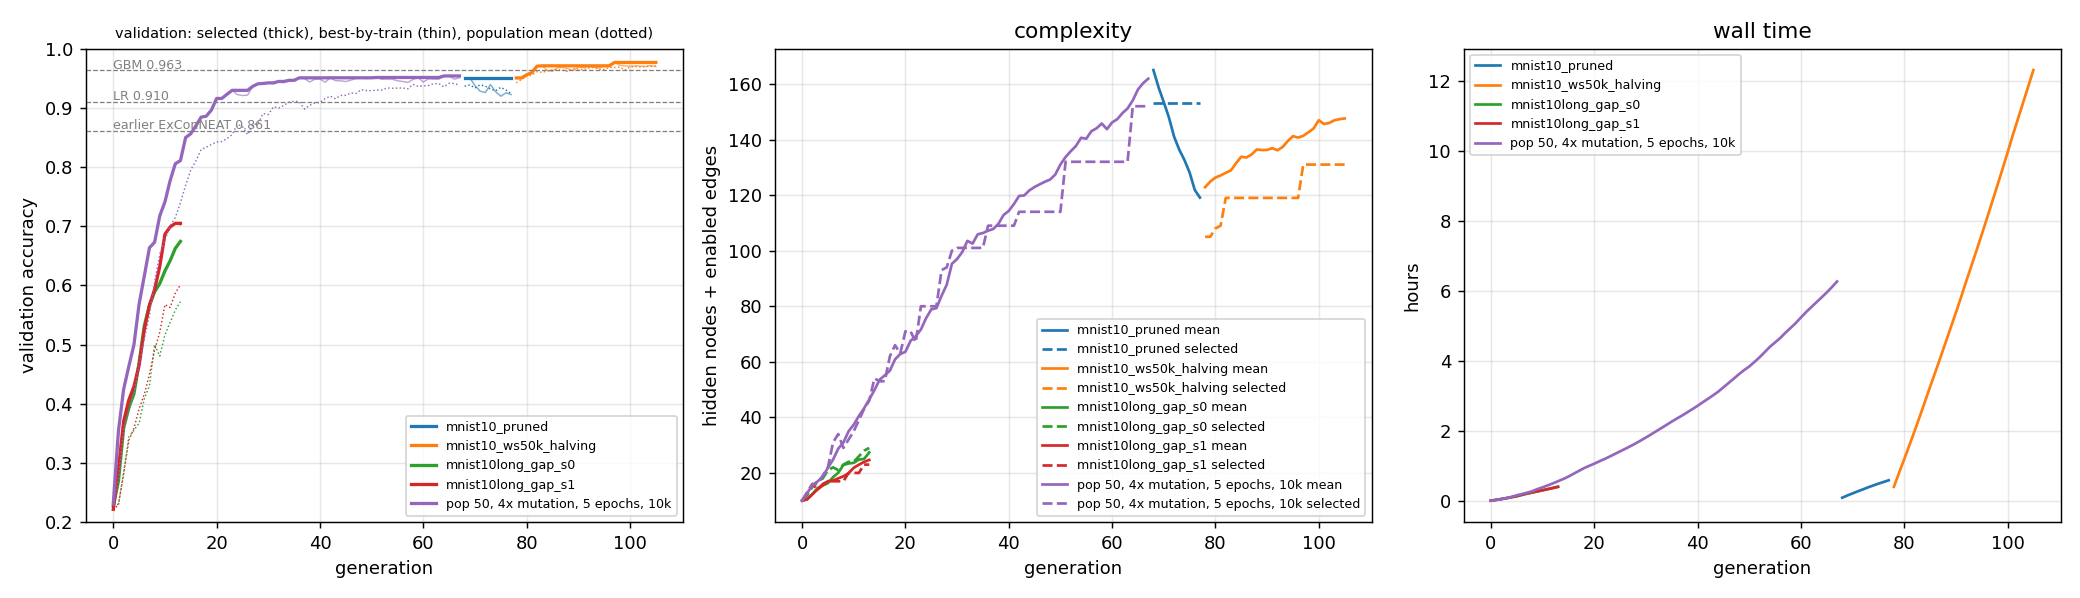 validation: selected (thick), best-by-train (thin), population mean (dotted)
validation accuracy
1.0
0.9
0.8
0.7
0.6
0.5
0.4
0.3
0.2
GBM 0.963
LR 0.910
earlier ExConNEAT 0.861
mnist10_pruned
mnist10_ws50k_halving
mnist10long_gap_s0
mnist10long_gap_s1
pop 50, 4x mutation, 5 epochs, 10k
0 20 40 60 80 100
generation
complexity
hidden nodes + enabled edges
160
140
120
100
80
60
40
20
mnist10_pruned mean
mnist10_pruned selected
mnist10_ws50k_halving mean
mnist10_ws50k_halving selected
mnist10long_gap_s0 mean
mnist10long_gap_s0 selected
mnist10long_gap_s1 mean
mnist10long_gap_s1 selected
pop 50, 4x mutation, 5 epochs, 10k mean
pop 50, 4x mutation, 5 epochs, 10k selected
0 20 40 60 80 100
generation
wall time
hours
12
10
8
6
4
2
0
mnist10_pruned
mnist10_ws50k_halving
mnist10long_gap_s0
mnist10long_gap_s1
pop 50, 4x mutation, 5 epochs, 10k
0 20 40 60 80 100
generation